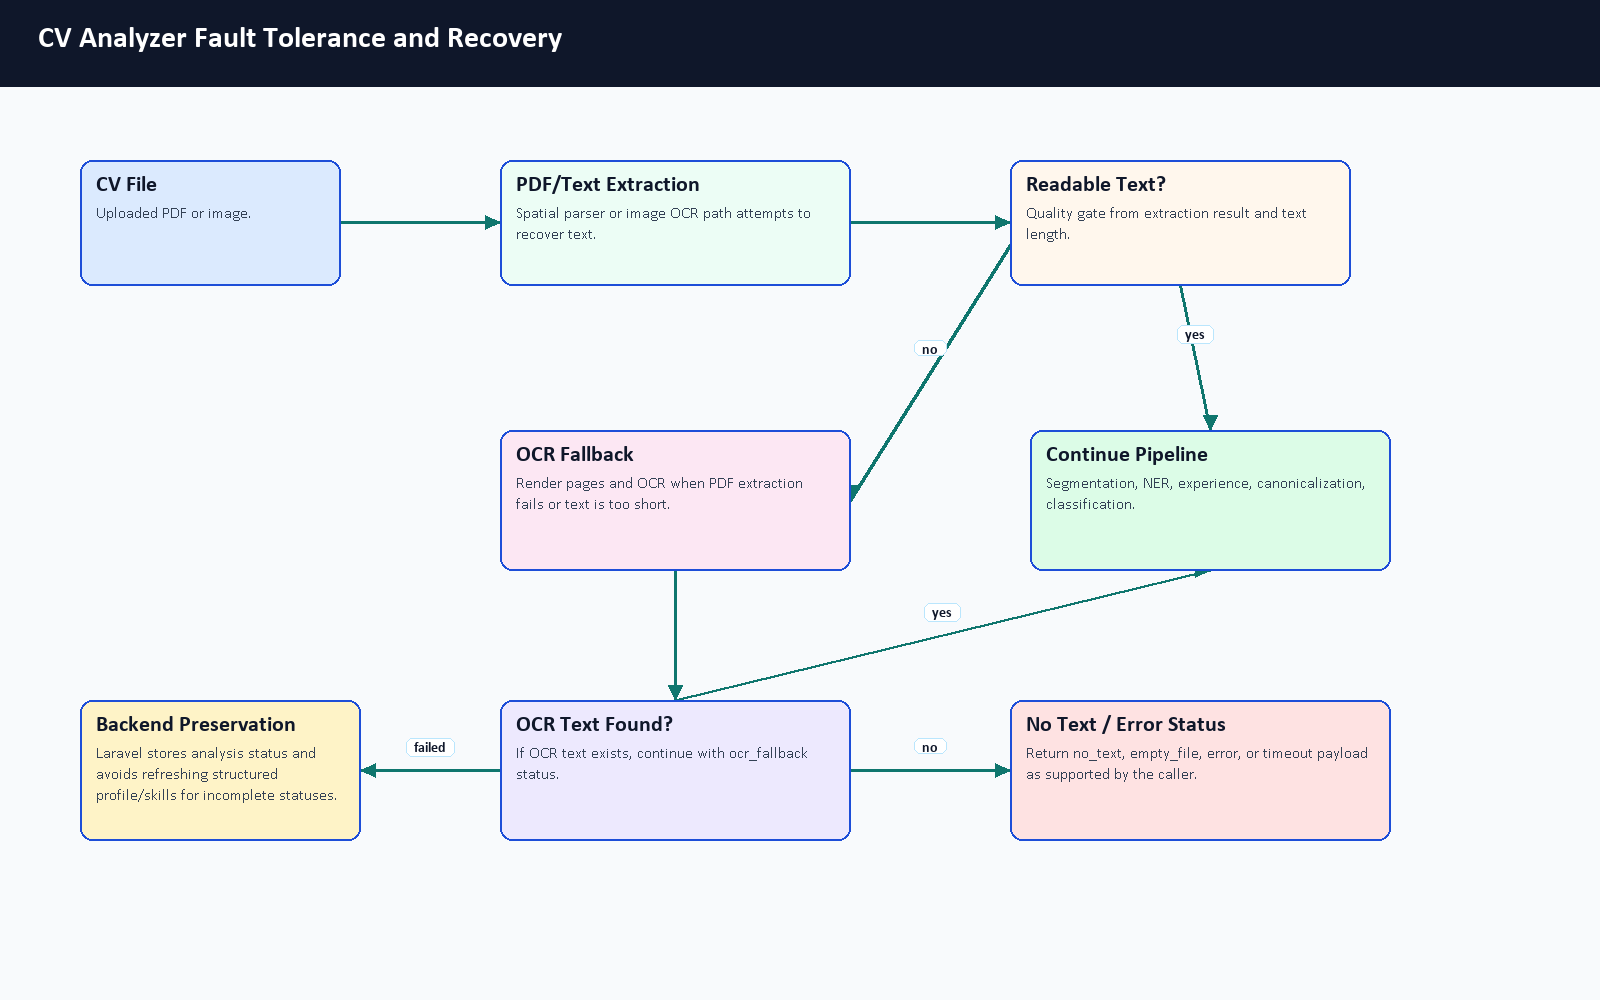 CV Analyzer Fault Tolerance and Recovery
CV File
Uploaded PDF or image.
PDF/Text Extraction
Spatial parser or image OCR path attempts to
recover text.
Readable Text?
Quality gate from extraction result and text
length.
no
yes
OCR Fallback
Render pages and OCR when PDF extraction
fails or text is too short.
Continue Pipeline
Segmentation, NER, experience, canonicalization,
classification.
yes
Backend Preservation
Laravel stores analysis status and
avoids refreshing structured
profile/skills for incomplete statuses.
failed
OCR Text Found?
If OCR text exists, continue with ocr_fallback
status.
no
No Text / Error Status
Return no_text, empty_file, error, or timeout payload
as supported by the caller.